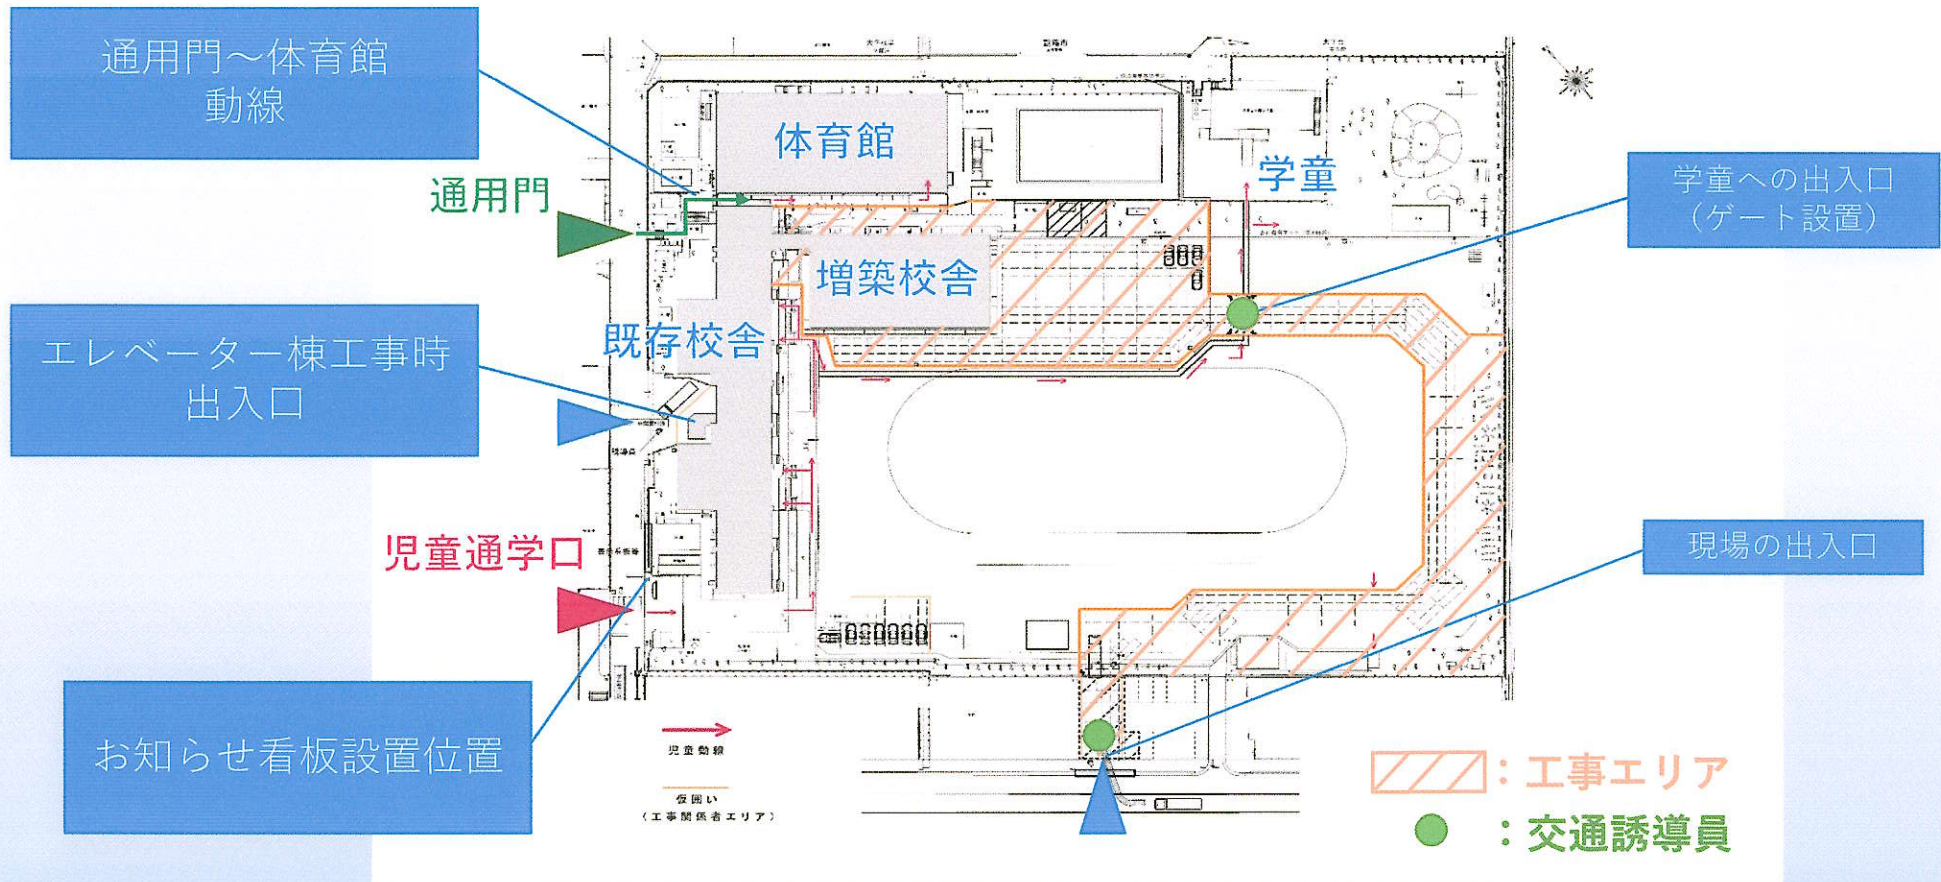 通用門～体育館
動線
体育館
学童
学童への出入口
（ゲート設置）
通用門
増築校舎
既存校舎
エレベーター棟工事時
出入口
児童通学口
現場の出入口
お知らせ看板設置位置
児童動線
仮囲い
（工事関係者エリア）
：工事エリア
：交通誘導員